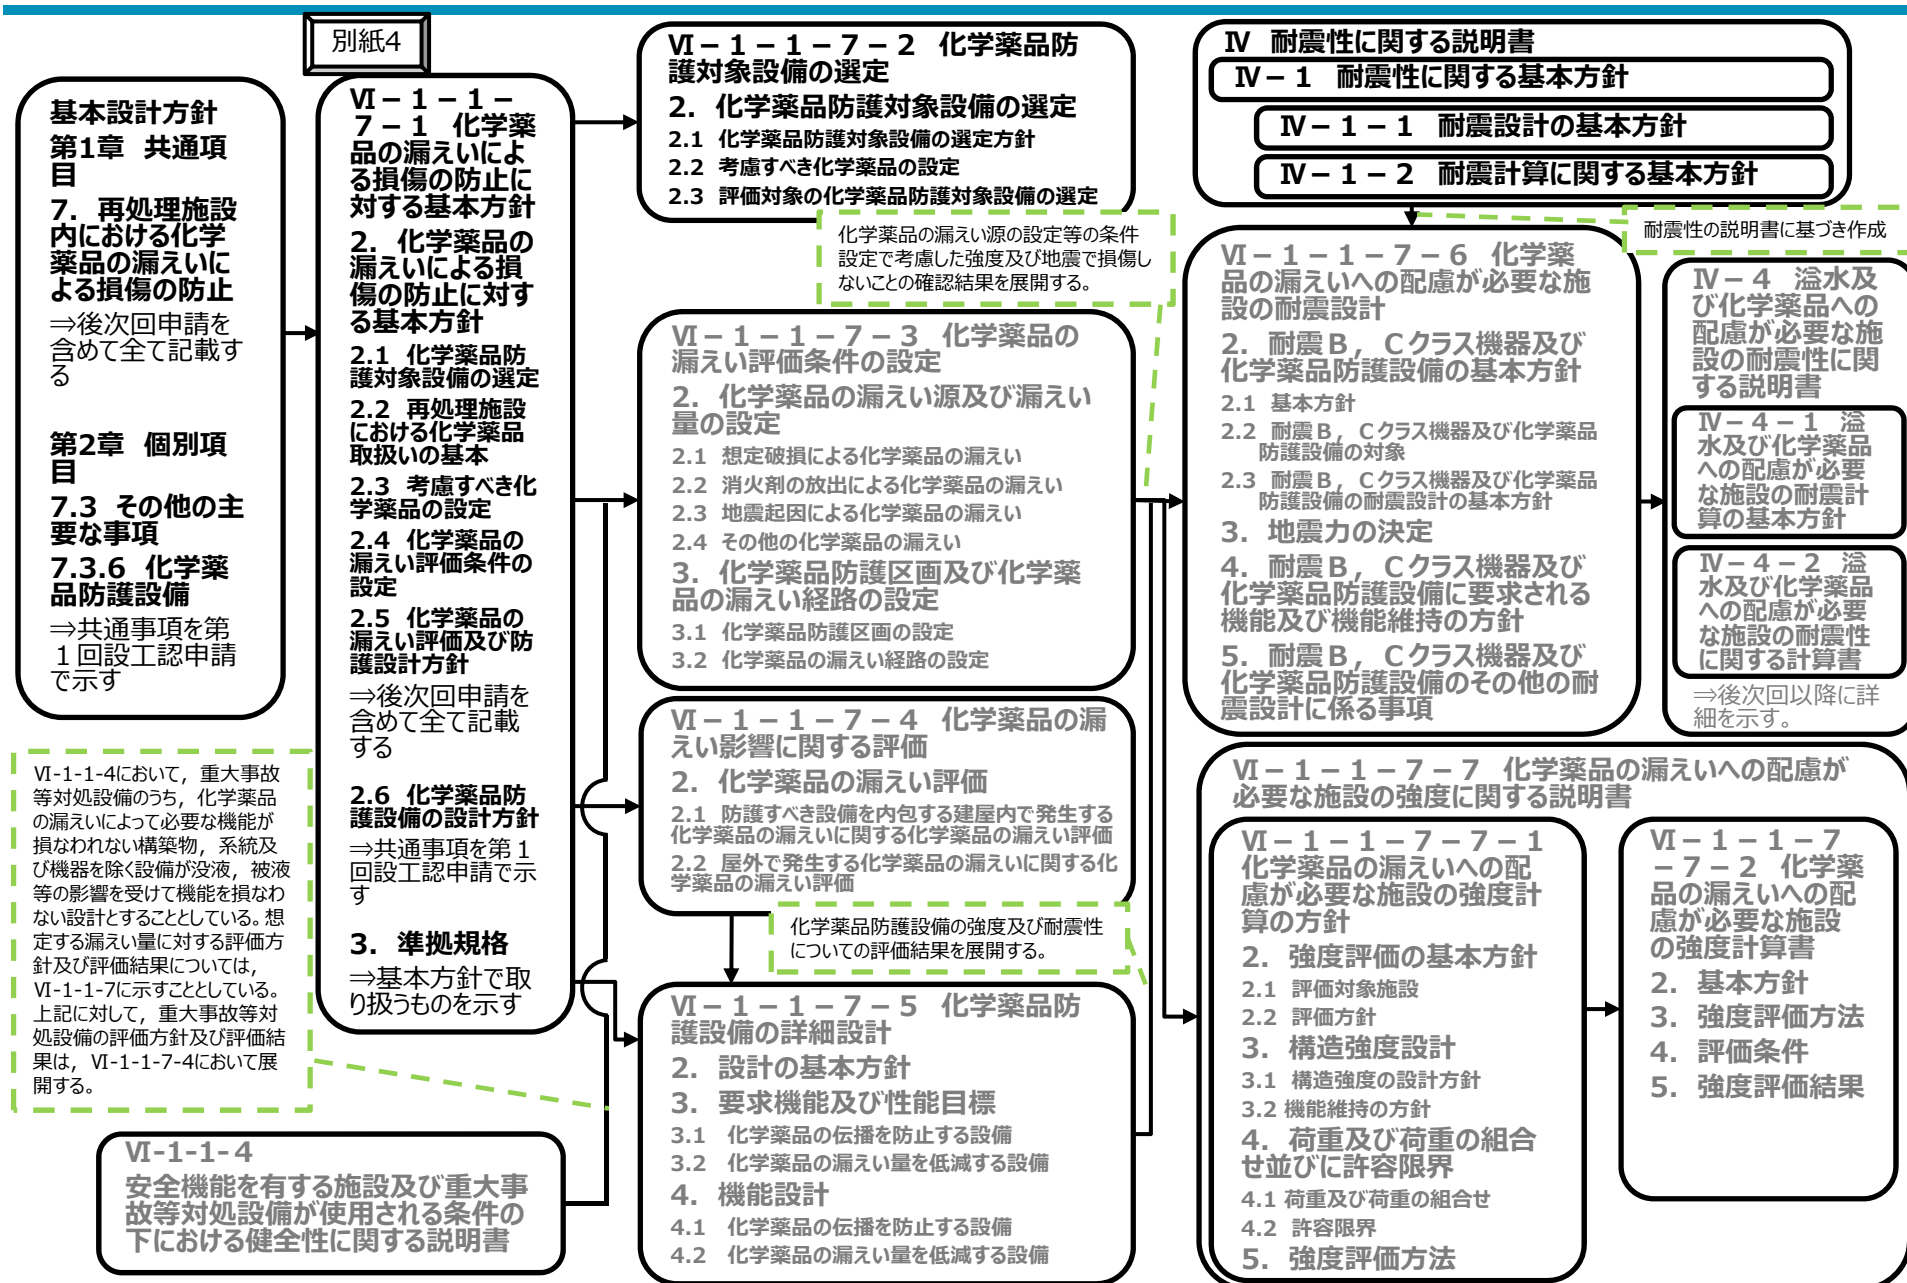 別紙4
基本設計方針
第1章 共通項
目
7. 再処理施設
内における化学
薬品の漏えいに
よる損傷の防止
⇒後次回申請を
含めて全て記載す
る
第2章 個別項
目
7.3 その他の主
要な事項
7.3.6 化学薬
品防護設備
⇒共通事項を第
1回設工認申請
で示す
Ⅵ-1-1-4において，重大事故
等対処設備のうち，化学薬品
の漏えいによって必要な機能が
損なわれない構築物，系統及
び機器を除く設備が没液，被液
等の影響を受けて機能を損なわ
ない設計とすることとしている。想
定する漏えい量に対する評価方
針及び評価結果については，
Ⅵ-1-1-7に示すこととしている。
上記に対して，重大事故等対
処設備の評価方針及び評価結
果は，Ⅵ-1-1-7-4において展
開する。
Ⅵ-1-1-4
安全機能を有する施設及び重大事
故等対処設備が使用される条件の
下における健全性に関する説明書
Ⅵ－１－１－
７－１ 化学薬
品の漏えいによ
る損傷の防止に
対する基本方針
2. 化学薬品の
漏えいによる損
傷の防止に対す
る基本方針
2.1 化学薬品防
護対象設備の選定
2.2 再処理施設
における化学薬品
取扱いの基本
2.3 考慮すべき化
学薬品の設定
2.4 化学薬品の
漏えい評価条件の
設定
2.5 化学薬品の
漏えい評価及び防
護設計方針
⇒後次回申請を
含めて全て記載
する
2.6 化学薬品防
護設備の設計方針
⇒共通事項を第１
回設工認申請で示
す
3. 準拠規格
⇒基本方針で取
り扱うものを示す
Ⅵ－１－１－７－２ 化学薬品防
護対象設備の選定
2. 化学薬品防護対象設備の選定
2.1 化学薬品防護対象設備の選定方針
2.2 考慮すべき化学薬品の設定
2.3 評価対象の化学薬品防護対象設備の選定
化学薬品の漏えい源の設定等の条件
設定で考慮した強度及び地震で損傷し
ないことの確認結果を展開する。
Ⅵ－１－１－７－３ 化学薬品の
漏えい評価条件の設定
2. 化学薬品の漏えい源及び漏えい
量の設定
2.1 想定破損による化学薬品の漏えい
2.2 消火剤の放出による化学薬品の漏えい
2.3 地震起因による化学薬品の漏えい
2.4 その他の化学薬品の漏えい
3. 化学薬品防護区画及び化学薬
品の漏えい経路の設定
3.1 化学薬品防護区画の設定
3.2 化学薬品の漏えい経路の設定
Ⅵ－１－１－７－４ 化学薬品の漏
えい影響に関する評価
2. 化学薬品の漏えい評価
2.1 防護すべき設備を内包する建屋内で発生する
化学薬品の漏えいに関する化学薬品の漏えい評価
2.2 屋外で発生する化学薬品の漏えいに関する化
学薬品の漏えい評価
化学薬品防護設備の強度及び耐震性
についての評価結果を展開する。
Ⅵ－１－１－７－５ 化学薬品防
護設備の詳細設計
2. 設計の基本方針
3. 要求機能及び性能目標
3.1 化学薬品の伝播を防止する設備
3.2 化学薬品の漏えい量を低減する設備
4. 機能設計
4.1 化学薬品の伝播を防止する設備
4.2 化学薬品の漏えい量を低減する設備
Ⅳ 耐震性に関する説明書
Ⅳ－１ 耐震性に関する基本方針
Ⅳ－１－１ 耐震設計の基本方針
Ⅳ－１－２ 耐震計算に関する基本方針
耐震性の説明書に基づき作成
Ⅵ－１－１－７－６ 化学薬
品の漏えいへの配慮が必要な施
設の耐震設計
2. 耐震Ｂ，Ｃクラス機器及び
化学薬品防護設備の基本方針
2.1 基本方針
2.2 耐震Ｂ，Ｃクラス機器及び化学薬品
防護設備の対象
2.3 耐震Ｂ，Ｃクラス機器及び化学薬品
防護設備の耐震設計の基本方針
3. 地震力の決定
4. 耐震Ｂ，Ｃクラス機器及び
化学薬品防護設備に要求される
機能及び機能維持の方針
5. 耐震Ｂ，Ｃクラス機器及び
化学薬品防護設備のその他の耐
震設計に係る事項
Ⅳ－４ 溢水及
び化学薬品への
配慮が必要な施
設の耐震性に関
する説明書
Ⅳ－４－１ 溢
水及び化学薬品
への配慮が必要
な施設の耐震計
算の基本方針
Ⅳ－４－２ 溢
水及び化学薬品
への配慮が必要
な施設の耐震性
に関する計算書
⇒後次回以降に詳
細を示す。
Ⅵ－１－１－７－７ 化学薬品の漏えいへの配慮が
必要な施設の強度に関する説明書
Ⅵ－１－１－７－７－１
化学薬品の漏えいへの配
慮が必要な施設の強度計
算の方針
2. 強度評価の基本方針
2.1 評価対象施設
2.2 評価方針
3. 構造強度設計
3.1 構造強度の設計方針
3.2 機能維持の方針
4. 荷重及び荷重の組合
せ並びに許容限界
4.1 荷重及び荷重の組合せ
4.2 許容限界
5. 強度評価方法
Ⅵ－１－１－７
－７－２ 化学薬
品の漏えいへの配
慮が必要な施設
の強度計算書
2. 基本方針
3. 強度評価方法
4. 評価条件
5. 強度評価結果